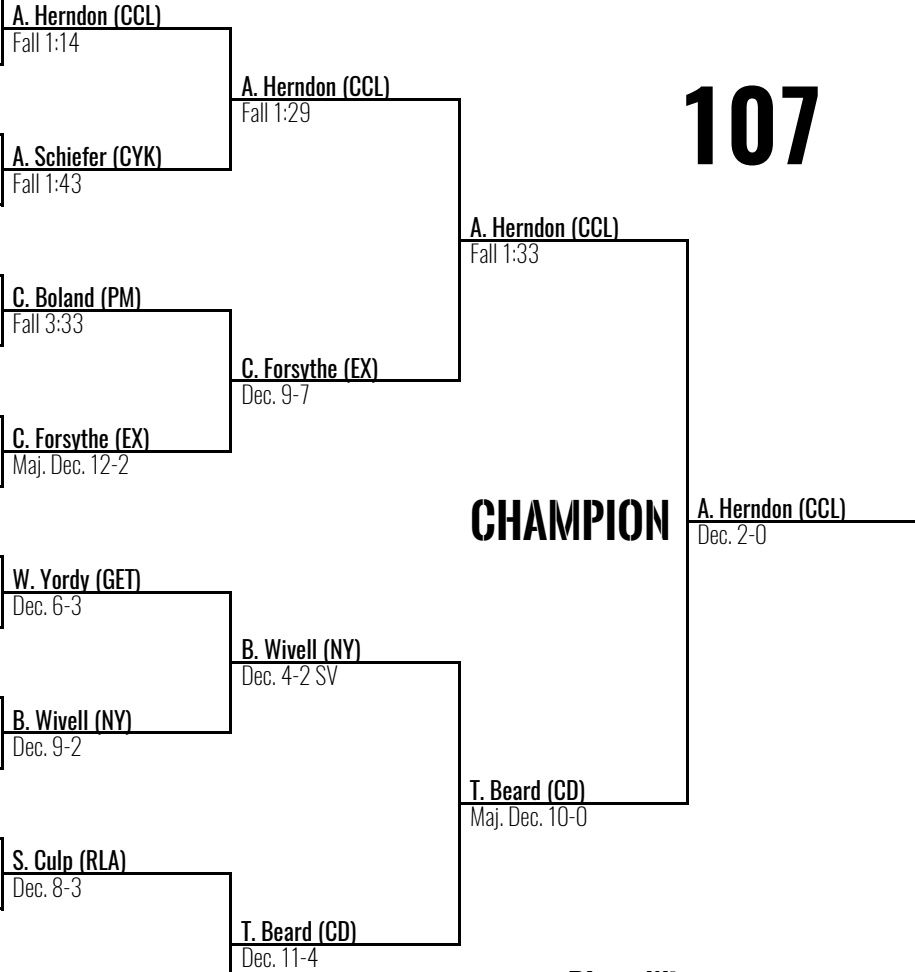 A. Herndon (CCL)
Fall 1:14
A. Herndon (CCL)
Fall 1:29
107
A. Schiefer (CYK)
Fall 1:43
A. Herndon (CCL)
Fall 1:33
C. Boland (PM)
Fall 3:33
C. Forsythe (EX)
Dec. 9-7
C. Forsythe (EX)
Maj. Dec. 12-2
CHAMPION
A. Herndon (CCL)
Dec. 2-0
W. Yordy (GET)
Dec. 6-3
B. Wivell (NY)
Dec. 4-2 SV
B. Wivell (NY)
Dec. 9-2
T. Beard (CD)
Maj. Dec. 10-0
S. Culp (RLA)
Dec. 8-3
T. Beard (CD)
Dec. 11-4